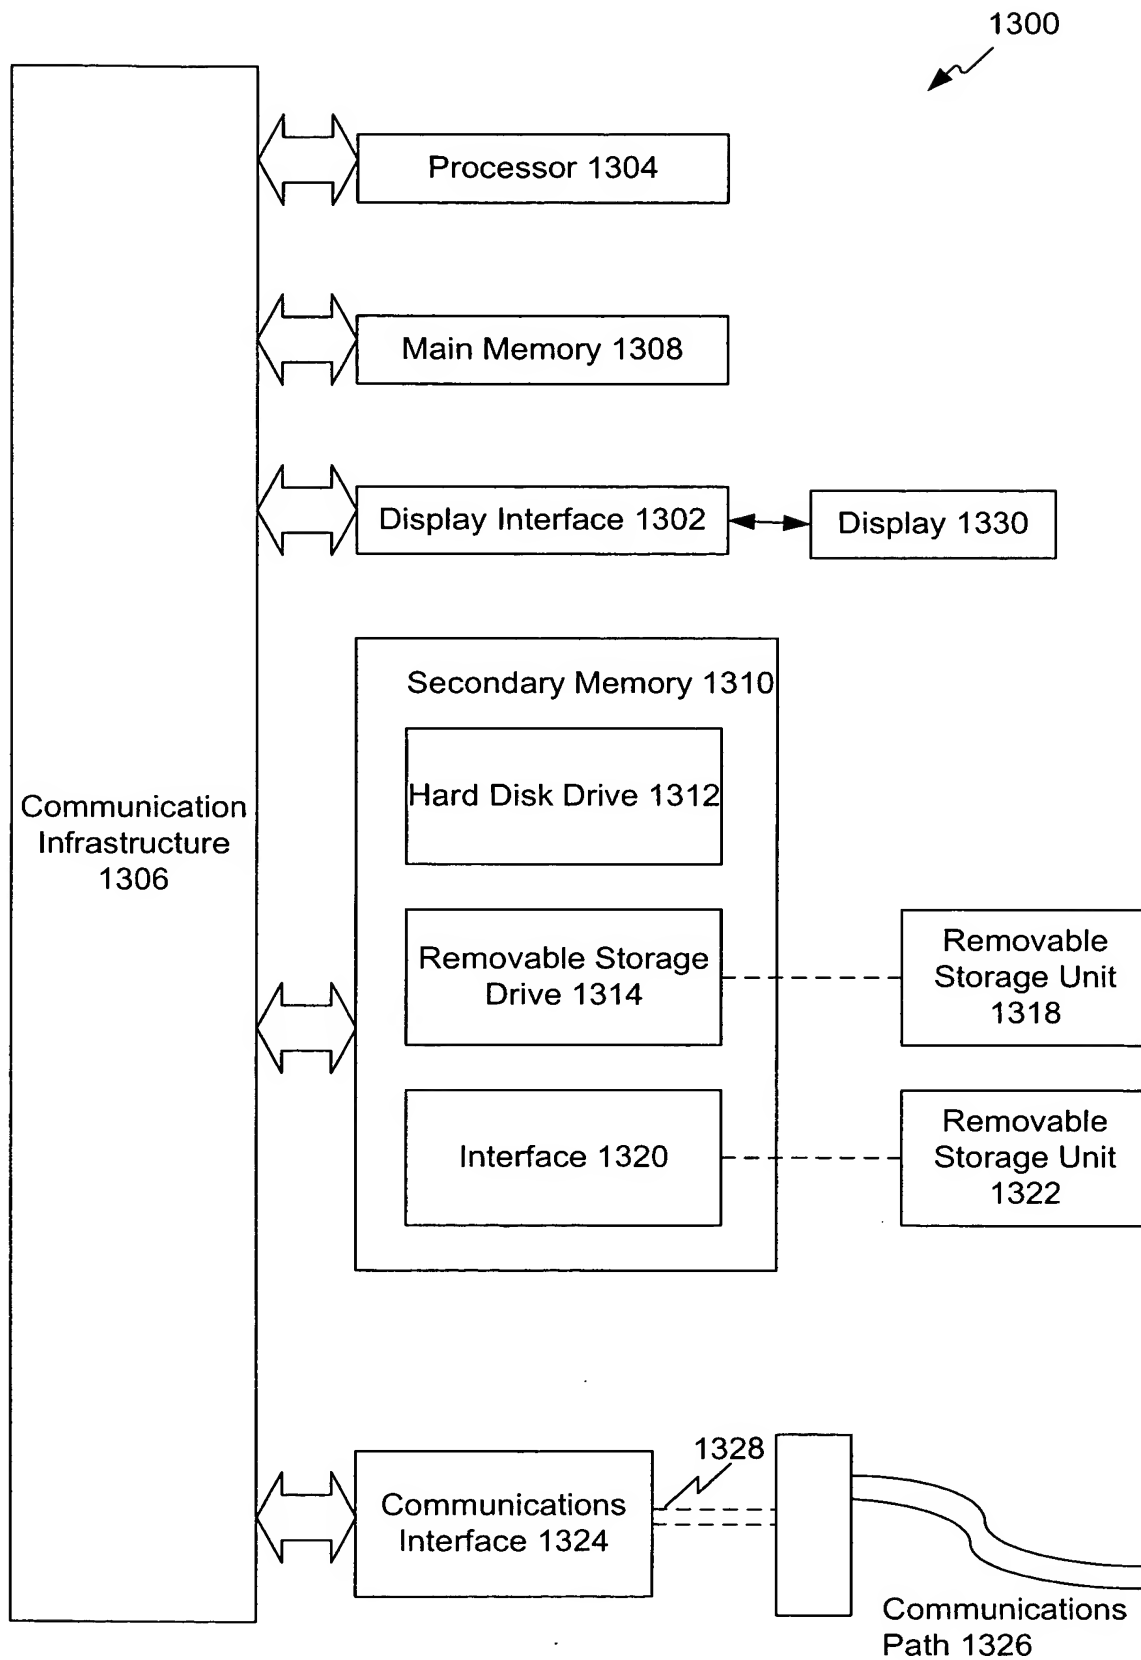 1300
Processor 1304
Main Memory 1308
Display Interface 1302
Display 1330
Secondary Memory 1310
Hard Disk Drive 1312
Communication
Infrastructure
1306
Removable Storage
Drive 1314
Removable
Storage Unit
1318
Interface 1320
Removable
Storage Unit
1322
1328
Communications
Interface 1324
Communications
Path 1326